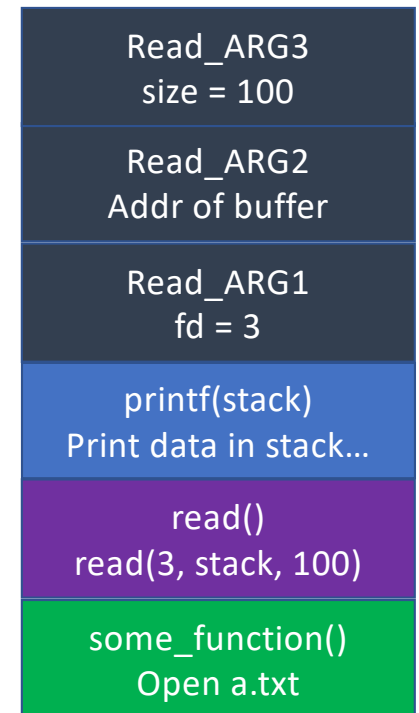 Read_ARG3
size = 100
Read_ARG2
Addr of buffer
Read_ARG1
fd = 3
printf(stack)
Print data in stack…
read()
read(3, stack, 100)
some_function()
Open a.txt